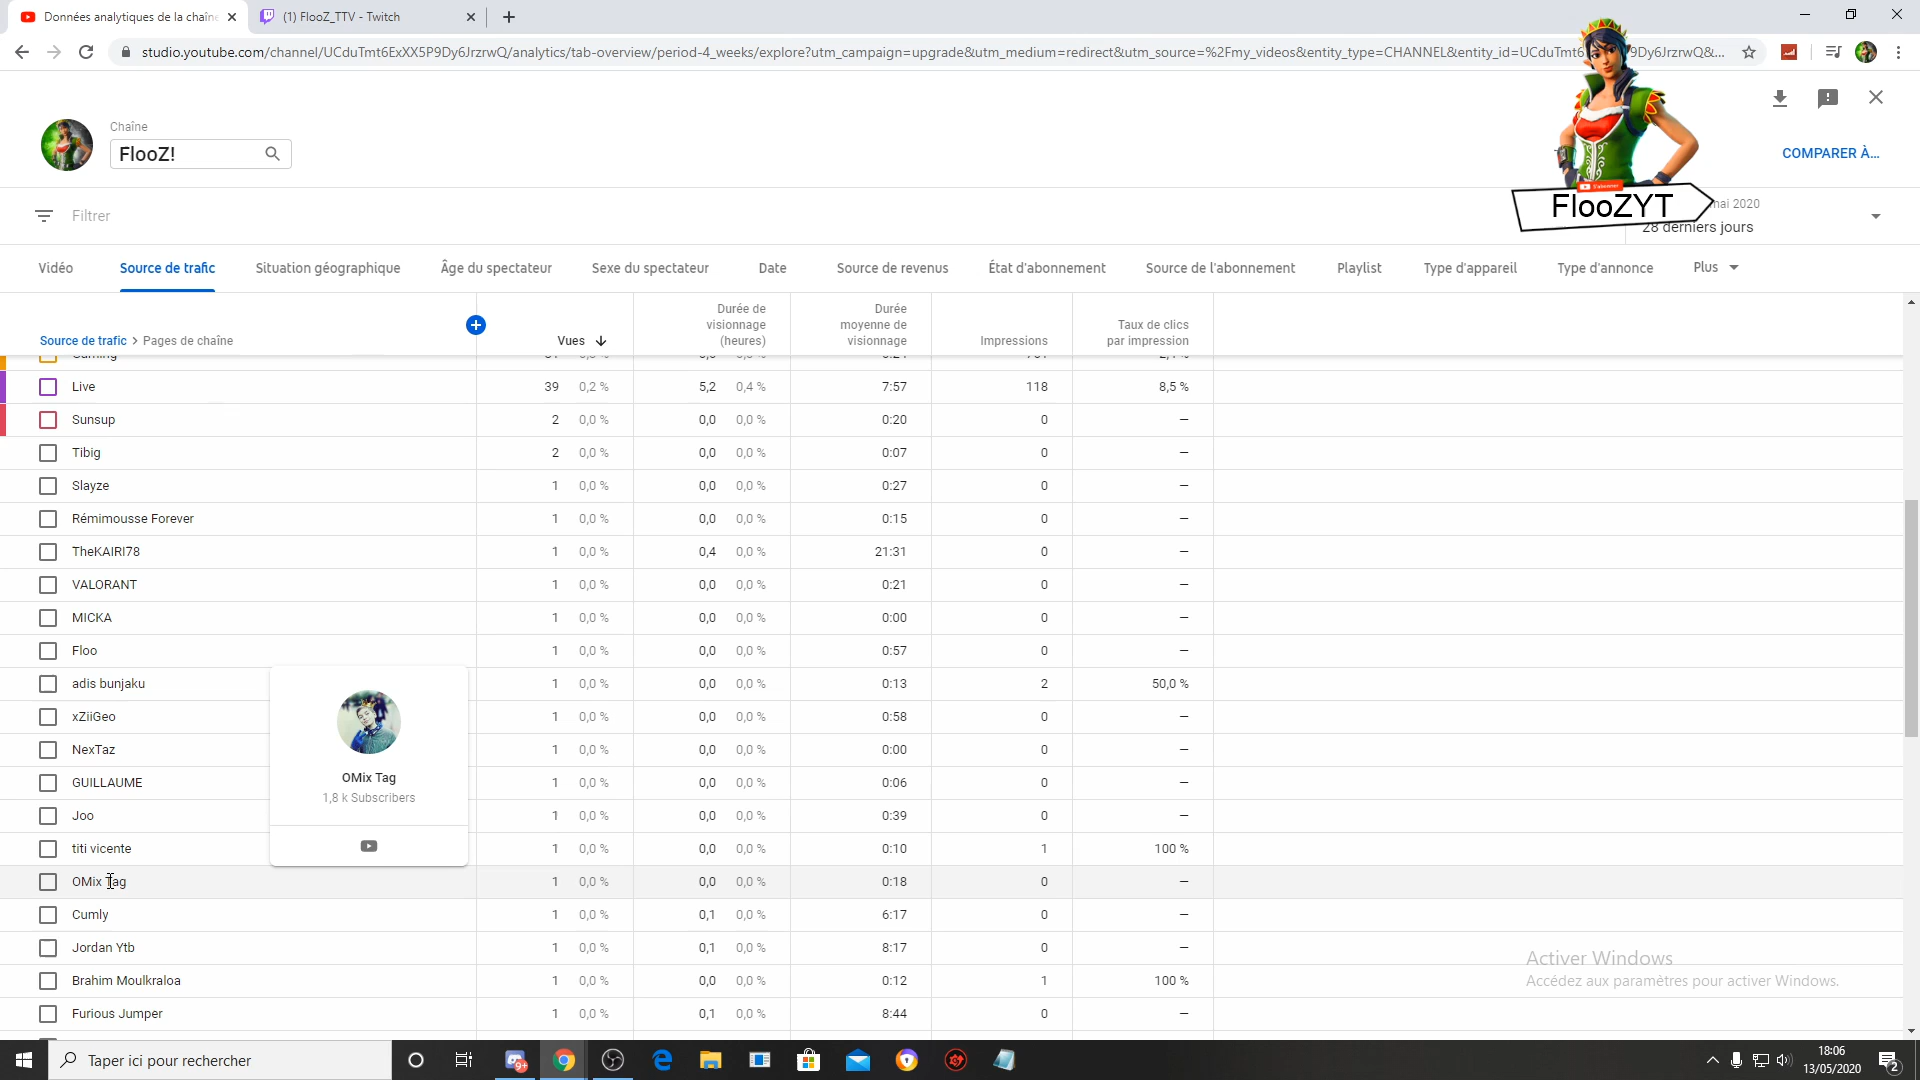 Données analytiques de la chaîne
(1) FlooZ_TTV - Twitch
studio.youtube.com/channel/UCduTmt6ExXX5P9Dy6JrzrwQ/analytics/tab-overview/period-4_weeks/explore?utm_campaign=upgrade&utm_medium=redirect&utm_source=%2Fmy_videos&entity_type=CHANNEL&entity_id=UCduTmt6 9Dy6JrzrwQ&...
Chaîne
FlooZ!
COMPARER À...
Filtrer
S'abonner
FlooZYT
mai 2020
28 derniers jours
Vidéo Source de trafic Situation géographique Âge du spectateur Sexe du spectateur Date Source de revenus État d'abonnement Source de l'abonnement Playlist Type d'appareil Type d'annonce Plus
Source de trafic > Pages de chaîne
Vues
Durée de
visionnage
(heures)
Durée
moyenne de
visionnage
Impressions
Taux de clics
par impression
Gaming
Live 39 0,2 % 5,2 0,4 % 7:57 118 8,5 %
Sunsup 2 0,0 % 0,0 0,0 % 0:20 0 –
Tibig 2 0,0 % 0,0 0,0 % 0:07 0 –
Slayze 1 0,0 % 0,0 0,0 % 0:27 0 –
Rémimousse Forever 1 0,0 % 0,0 0,0 % 0:15 0 –
TheKAIRI78 1 0,0 % 0,4 0,0 % 21:31 0 –
VALORANT 1 0,0 % 0,0 0,0 % 0:21 0 –
MICKA 1 0,0 % 0,0 0,0 % 0:00 0 –
Floo 1 0,0 % 0,0 0,0 % 0:57 0 –
adis bunjaku 1 0,0 % 0,0 0,0 % 0:13 2 50,0 %
xZiiGeo 1 0,0 % 0,0 0,0 % 0:58 0 –
NexTaz 1 0,0 % 0,0 0,0 % 0:00 0 –
GUILLAUME 1 0,0 % 0,0 0,0 % 0:06 0 –
Joo 1 0,0 % 0,0 0,0 % 0:39 0 –
titi vicente 1 0,0 % 0,0 0,0 % 0:10 1 100 %
OMix Tag 1 0,0 % 0,0 0,0 % 0:18 0 –
Cumly 1 0,0 % 0,1 0,0 % 6:17 0 –
Jordan Ytb 1 0,0 % 0,1 0,0 % 8:17 0 –
Brahim Moulkraloa 1 0,0 % 0,0 0,0 % 0:12 1 100 %
Furious Jumper 1 0,0 % 0,1 0,0 % 8:44 0 –
OMix Tag
1,8 k Subscribers
Activer Windows
Accédez aux paramètres pour activer Windows.
Taper ici pour rechercher
9+
18:06
13/05/2020
2